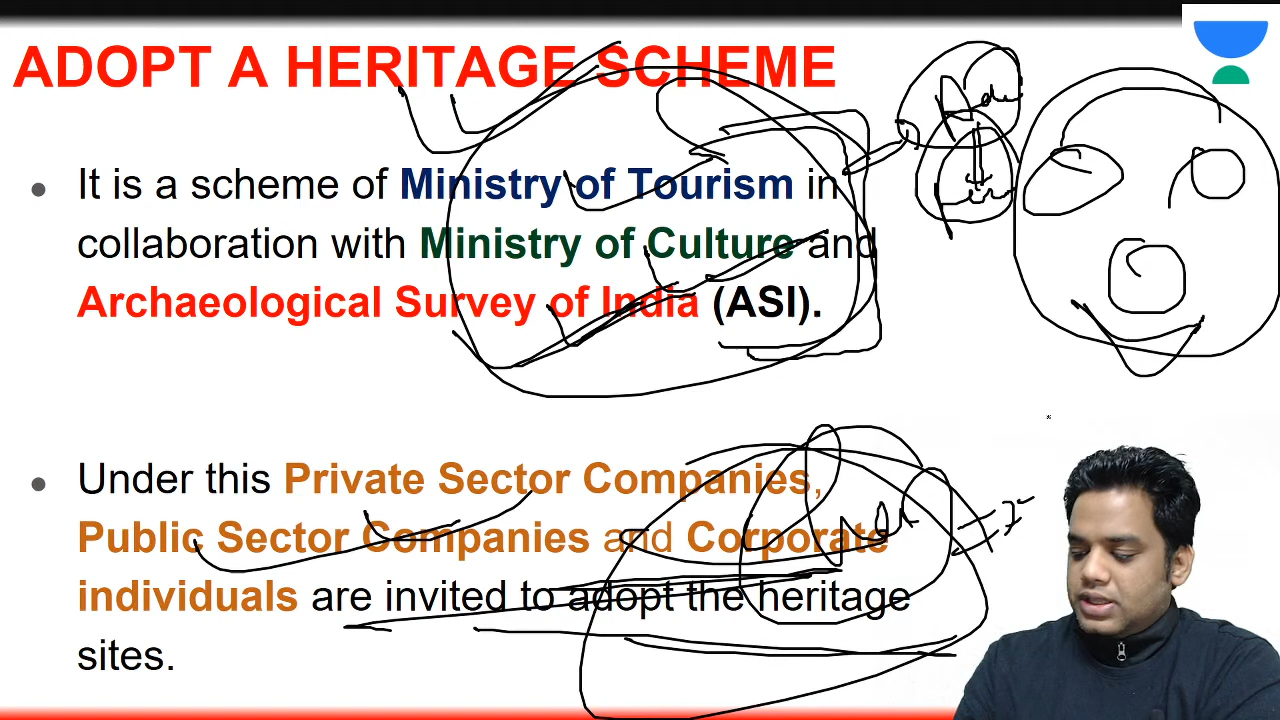 ADOPT A HERITAGE SCHEME
● It is a scheme of Ministry of Tourism in
collaboration with Ministry of Culture and
Archaeological Survey of India (ASI).
● Under this Private Sector Companies,
Public Sector Companies and Corporate
individuals are invited to adopt the heritage
sites.